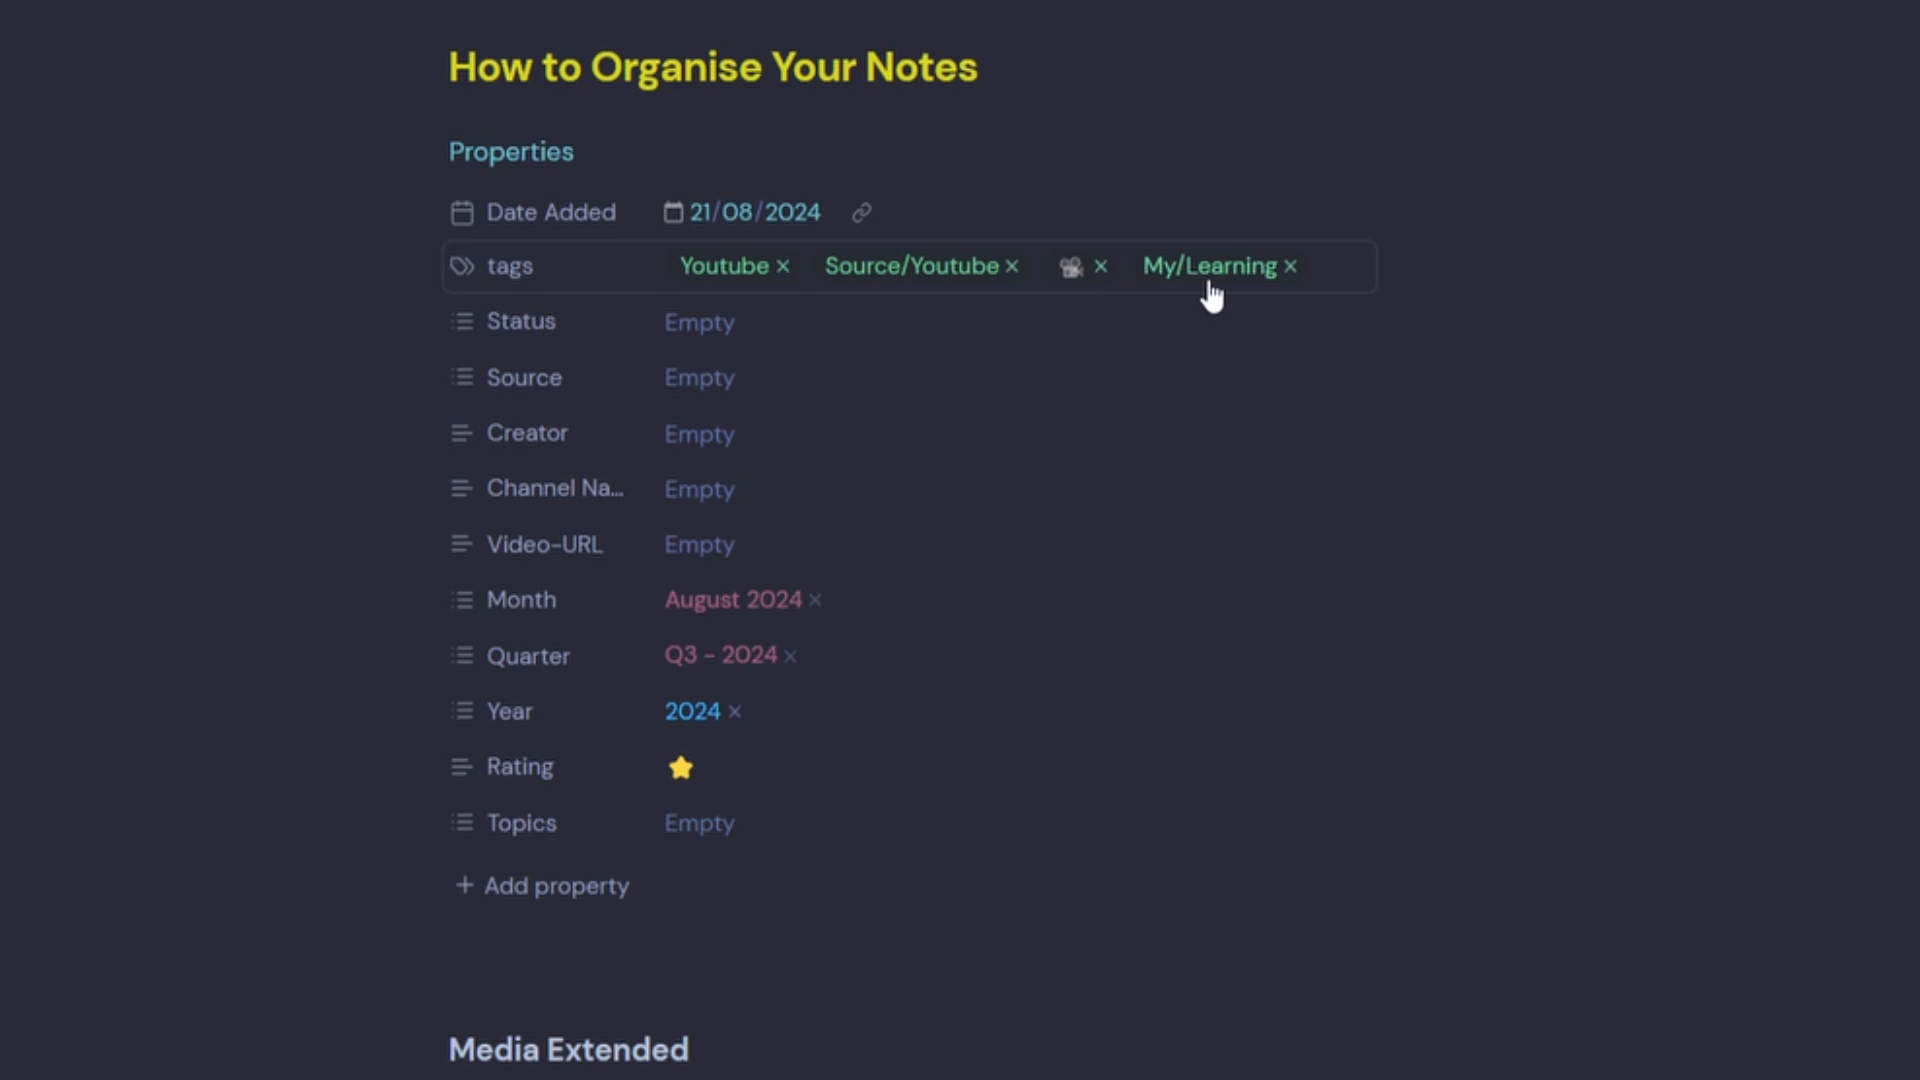 How to Organise Your Notes
Properties
Date Added 21/08/2024
tags Youtube × Source/Youtube × 🎥 × My/Learning ×
Status Empty
Source Empty
Creator Empty
Channel Na... Empty
Video-URL Empty
Month August 2024 ×
Quarter Q3 - 2024 ×
Year 2024 ×
Rating ⭐
Topics Empty
+ Add property
Media Extended